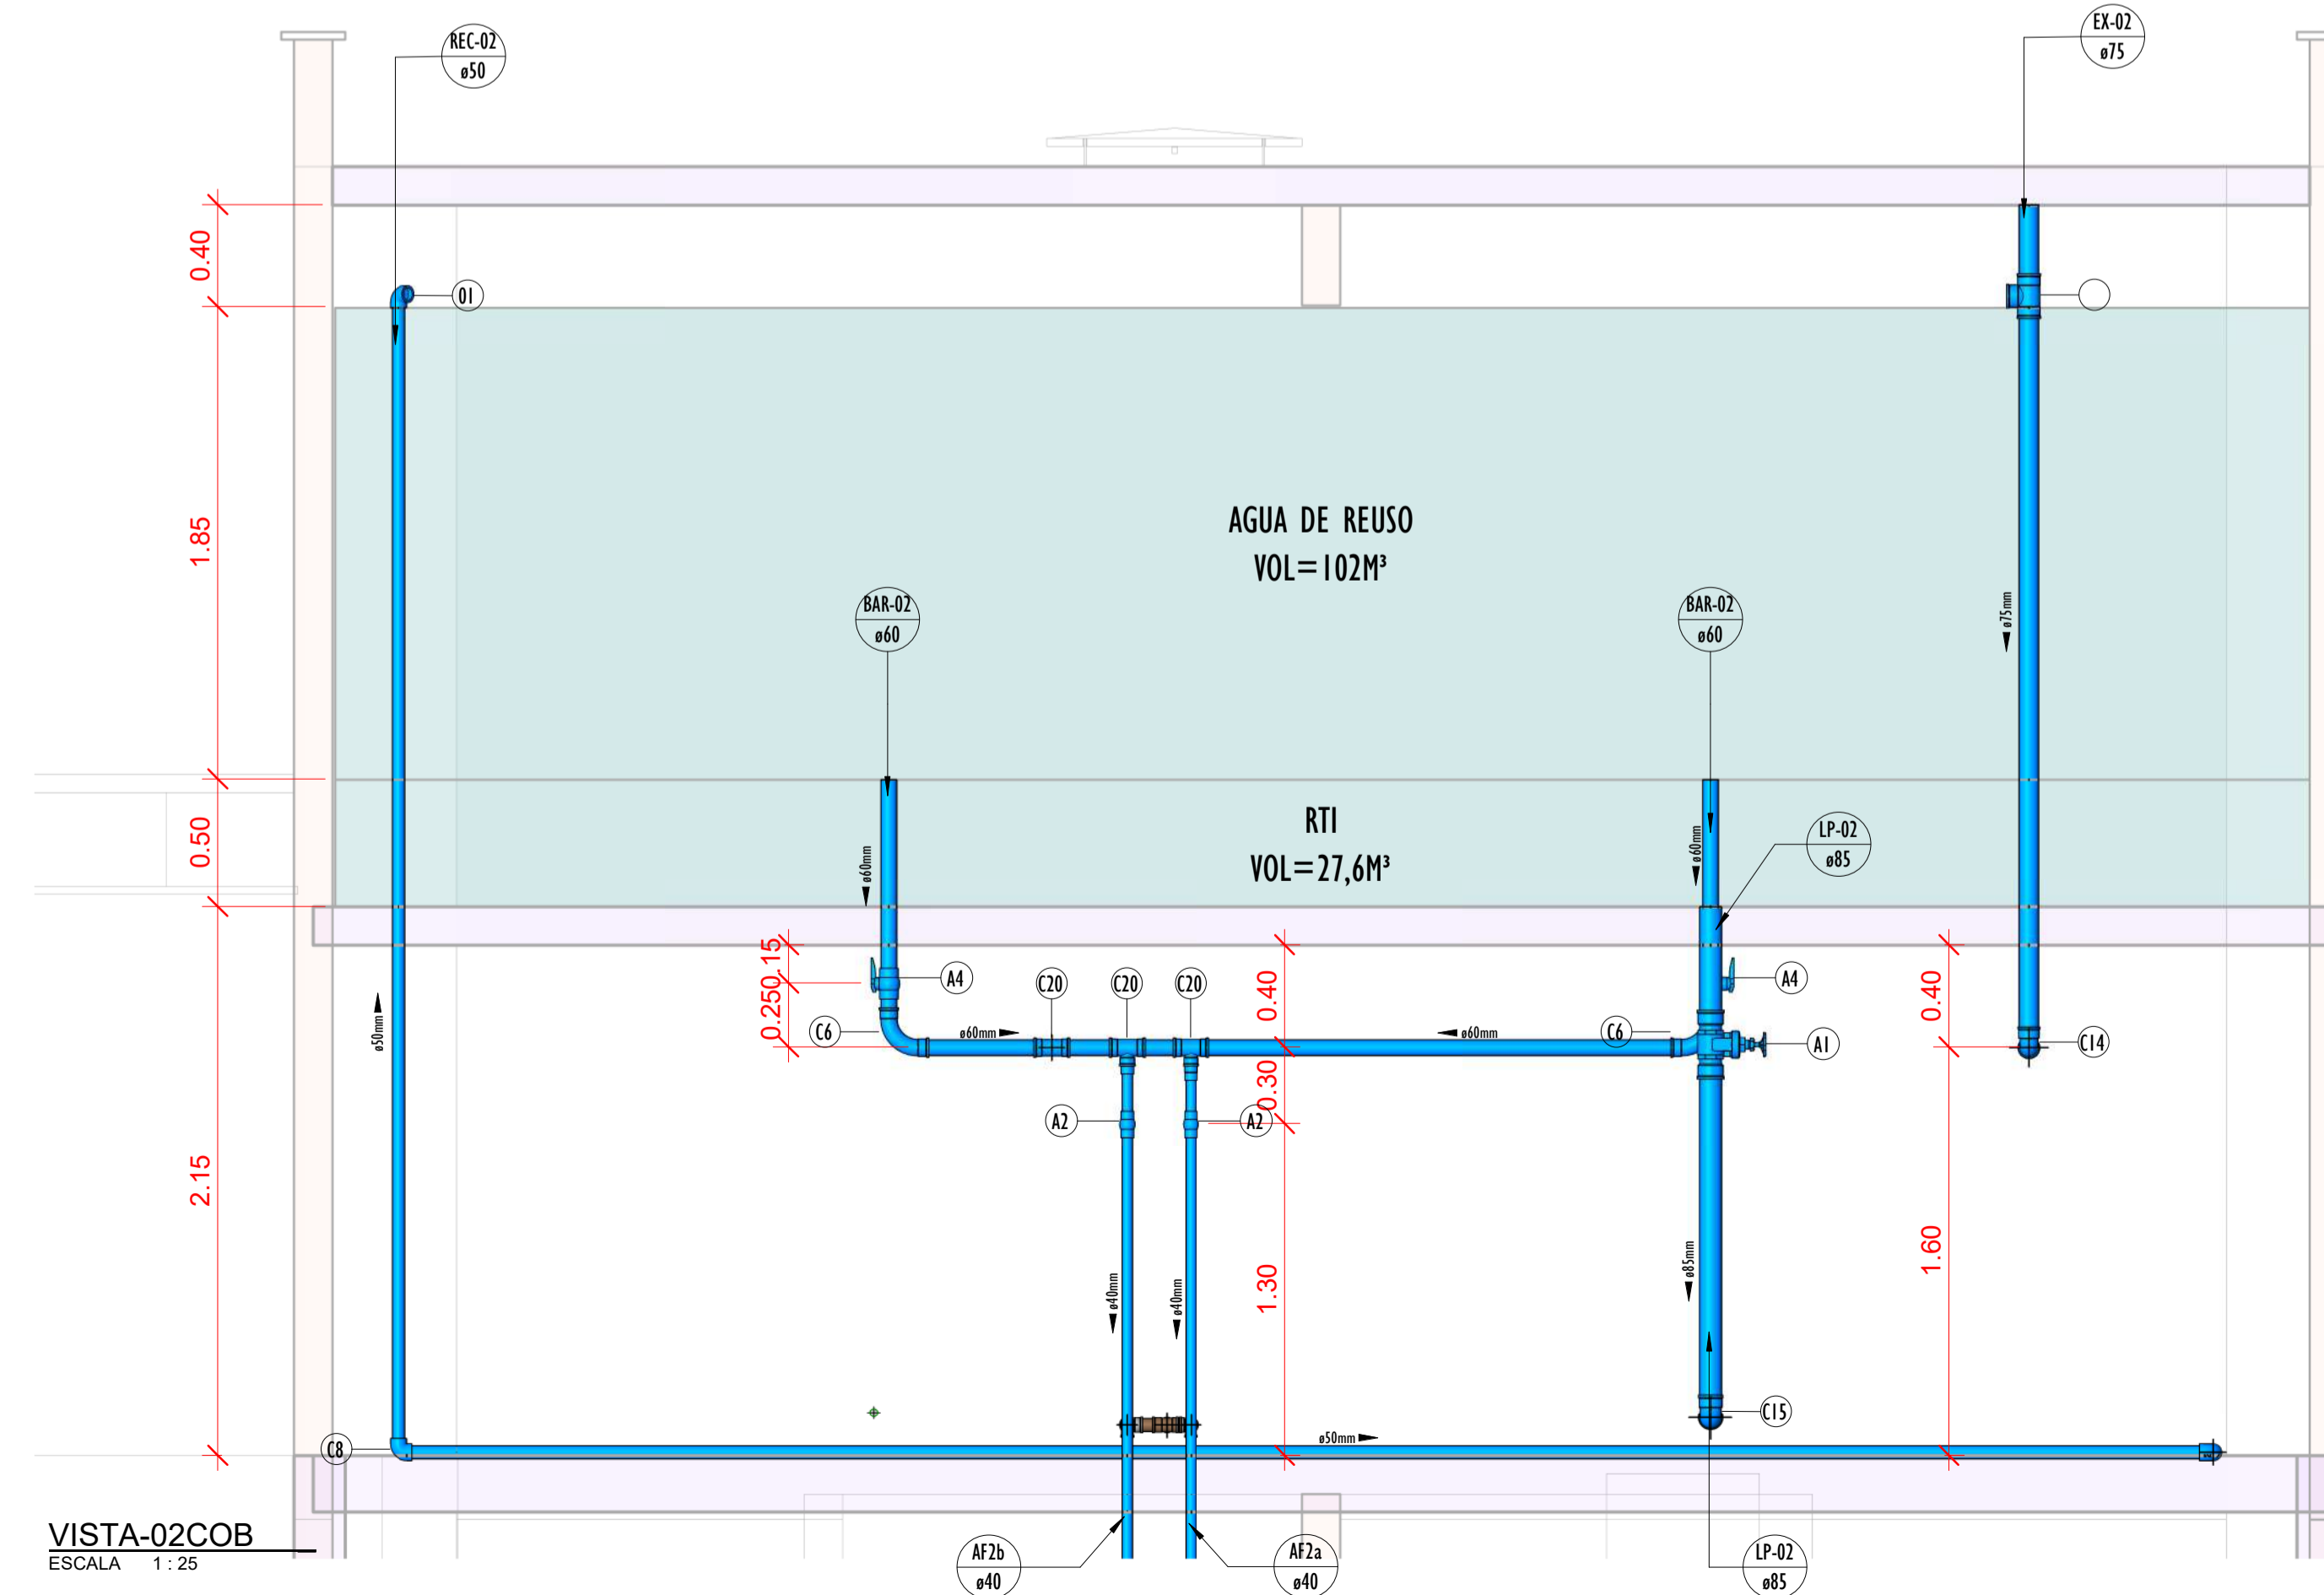 REC-02
ø50
EX-02
ø75
0.40
01
1.85
AGUA DE REUSO
VOL=102M³
BAR-02
ø60
BAR-02
ø60
ø75mm
0.50
RTI
VOL=27,6M³
LP-02
ø85
ø60mm
ø60mm
0.15
0.25
A4
A4
C20
C20
C20
0.40
0.40
C6
ø60mm
ø60mm
C6
A1
C14
ø50mm
0.30
A2
A2
2.15
1.30
1.60
ø40mm
ø40mm
ø85mm
C15
C8
ø50mm
VISTA-02COB
ESCALA 1 : 25
AF2b
ø40
AF2a
ø40
LP-02
ø85